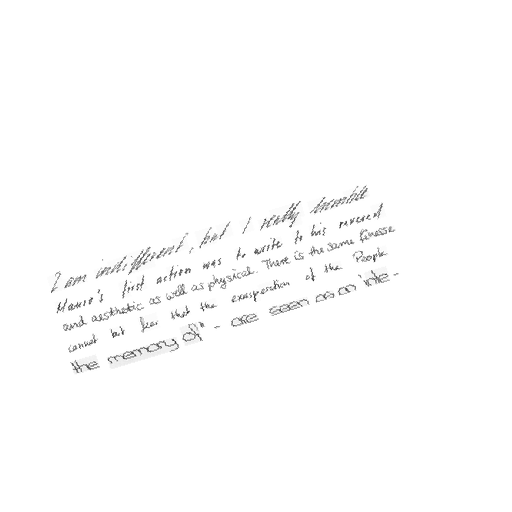 I am indifferent, but I really tremble
Mauve's first action was to write to his revered
and aesthetic as well as physical. There is the same finesse
cannot but fear that the exasperation of the People
the memory of" - are seen as an inte-